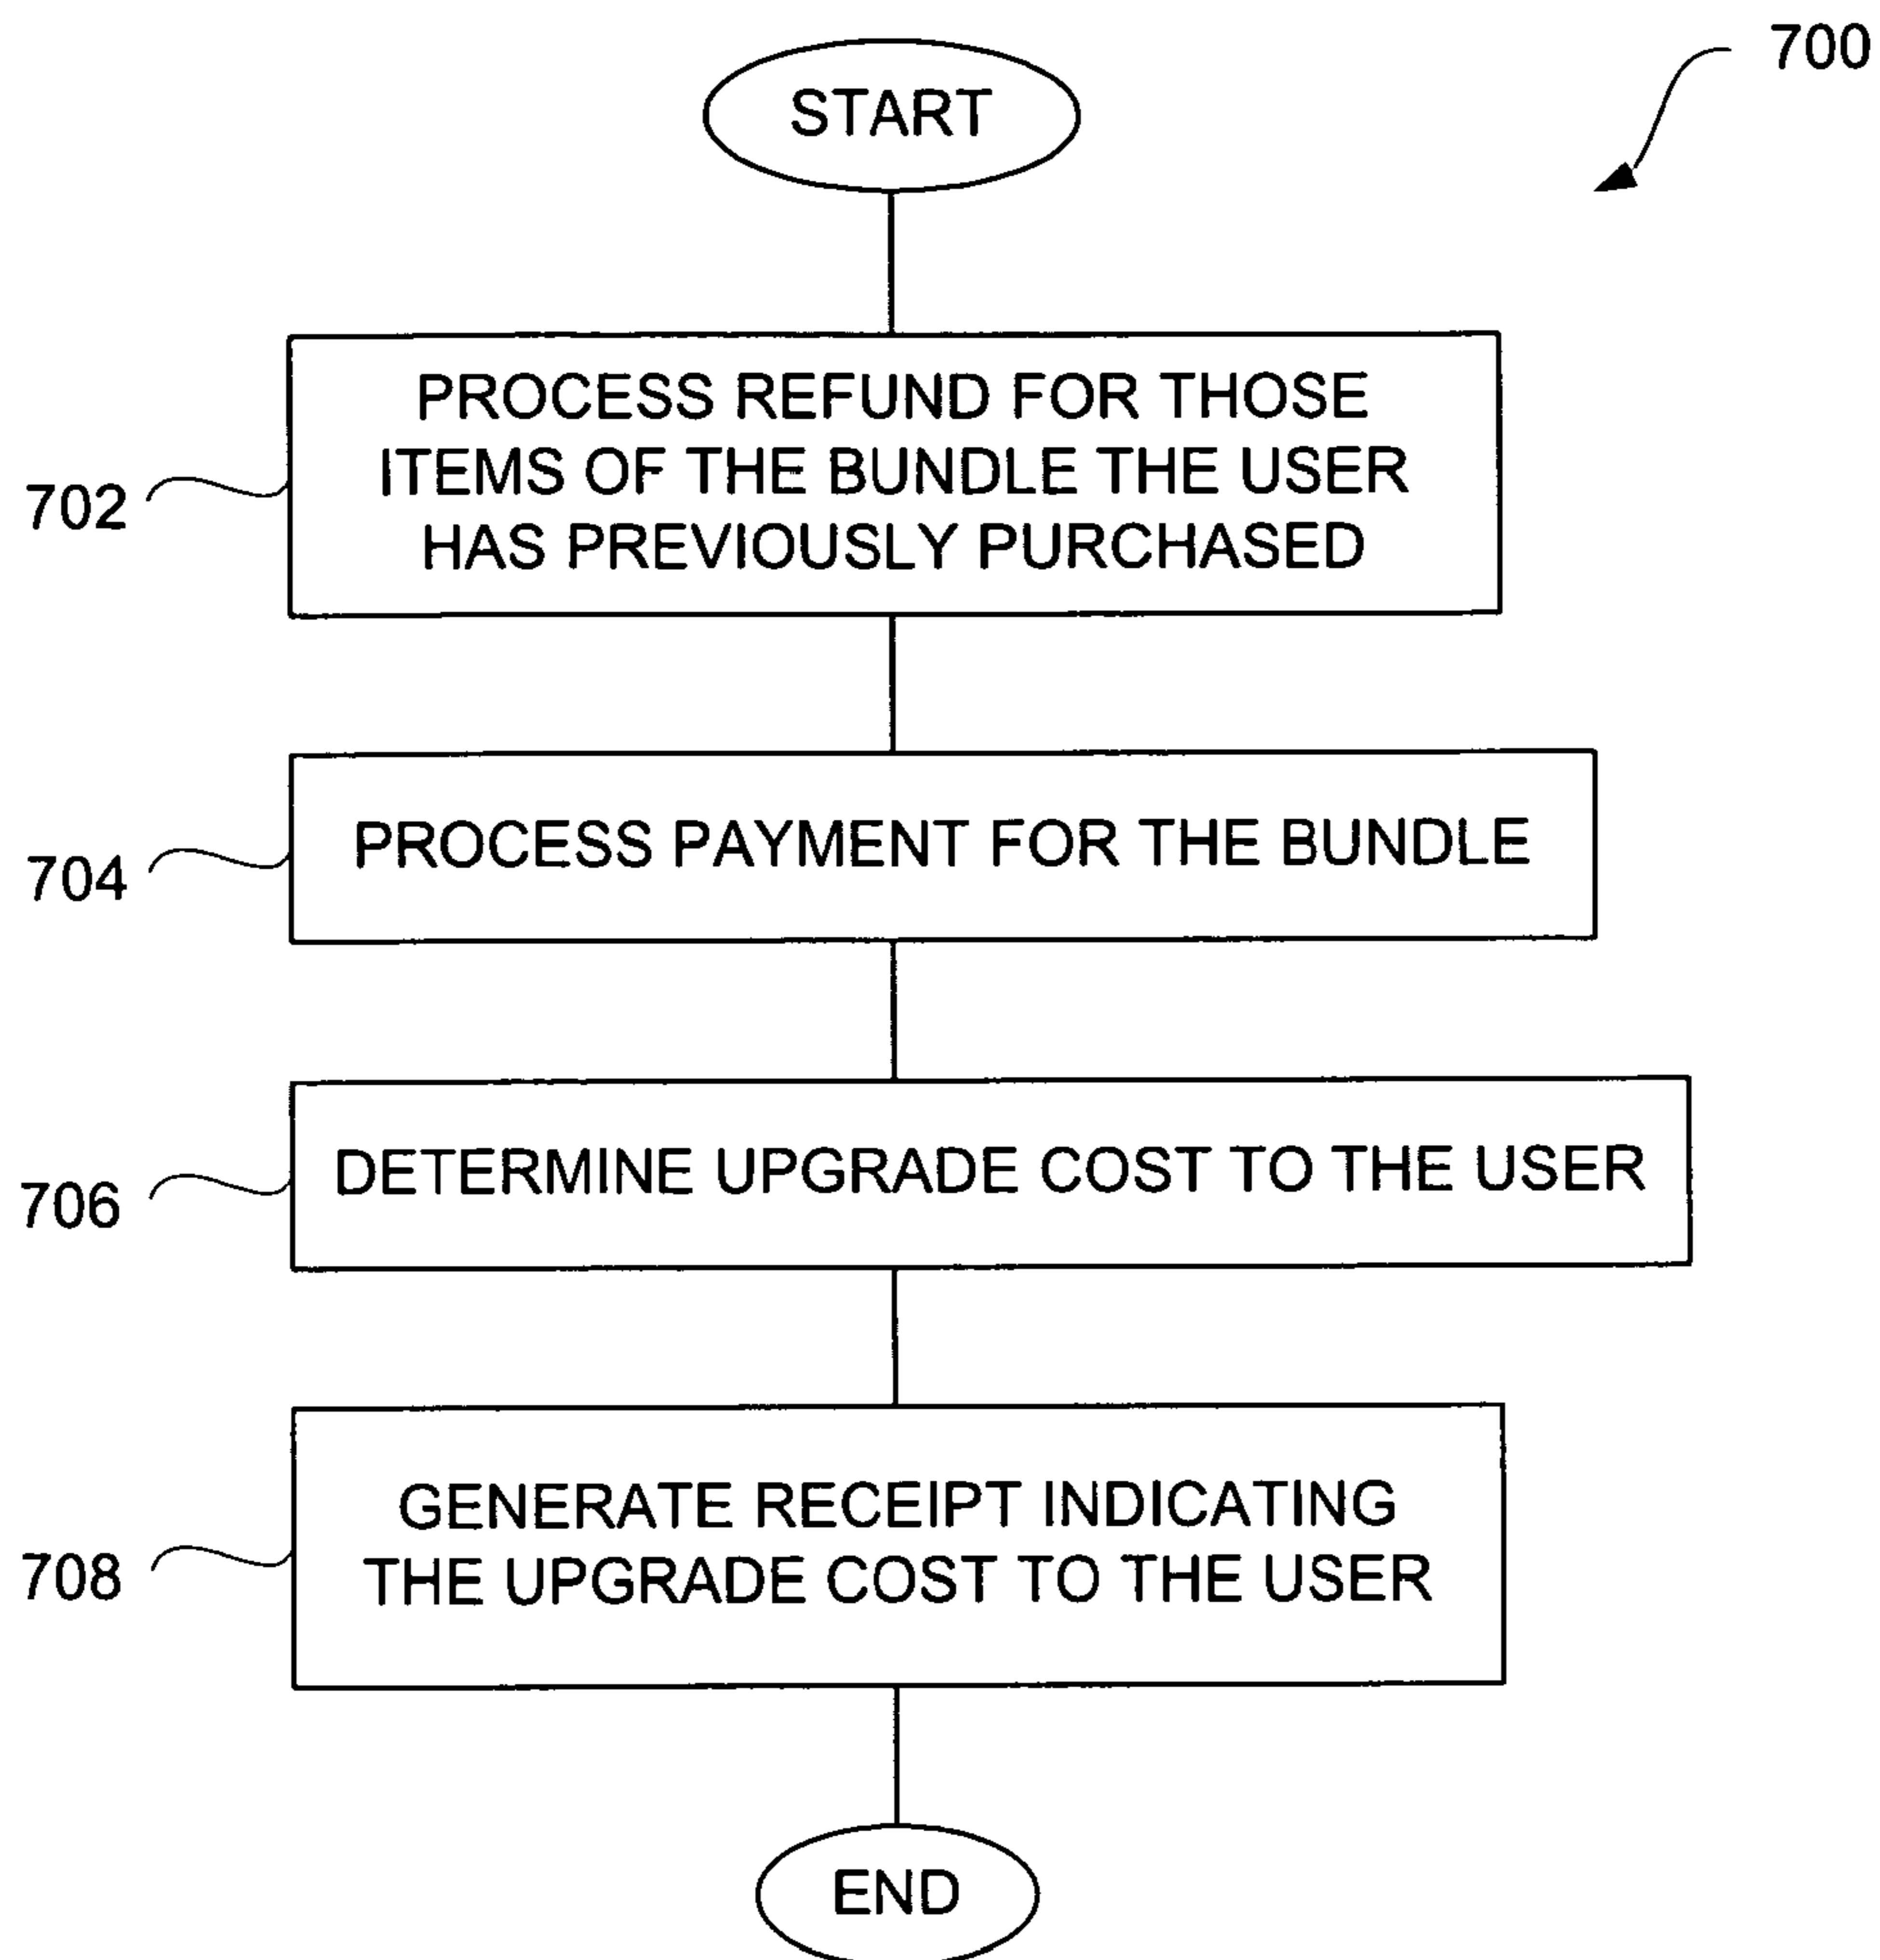 700
START
PROCESS REFUND FOR THOSE
ITEMS OF THE BUNDLE THE USER
HAS PREVIOUSLY PURCHASED
702
PROCESS PAYMENT FOR THE BUNDLE
704
DETERMINE UPGRADE COST TO THE USER
706
GENERATE RECEIPT INDICATING
THE UPGRADE COST TO THE USER
708
END